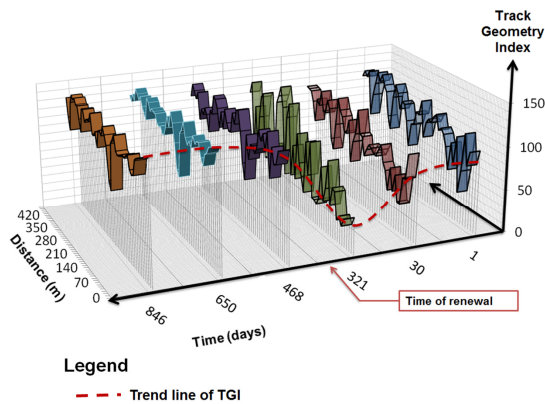 Track
Geometry
Index
150
100
50
0
420
350
280
210
140
70
0
Distance (m)
846
650
468
321
30
1
Time (days)
Time of renewal
Legend
Trend line of TGI